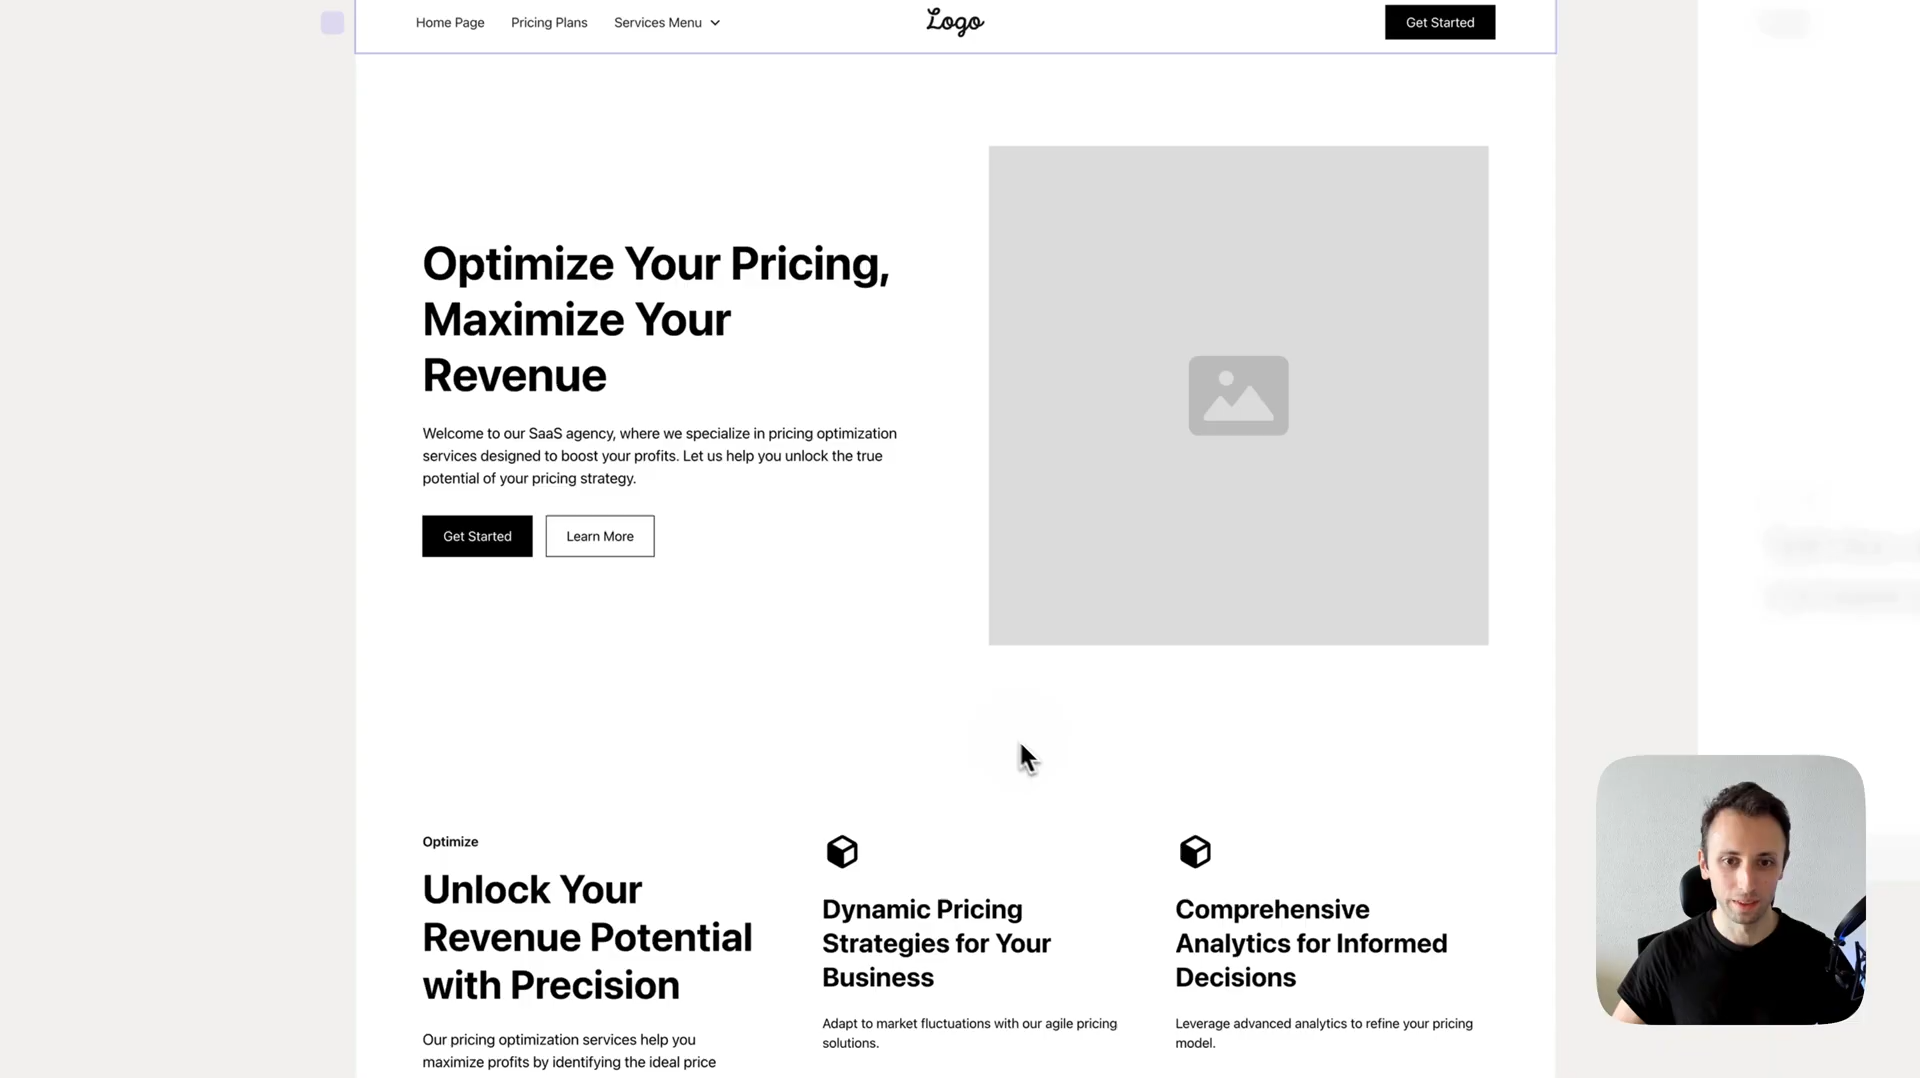 Home Page Pricing Plans Services Menu Logo Get Started
Optimize Your Pricing,
Maximize Your
Revenue
Welcome to our SaaS agency, where we specialize in pricing optimization
services designed to boost your profits. Let us help you unlock the true
potential of your pricing strategy.
Get Started Learn More
Optimize
Unlock Your
Revenue Potential
with Precision
Our pricing optimization services help you
maximize profits by identifying the ideal price
Dynamic Pricing
Strategies for Your
Business
Adapt to market fluctuations with our agile pricing
solutions.
Comprehensive
Analytics for Informed
Decisions
Leverage advanced analytics to refine your pricing
model.